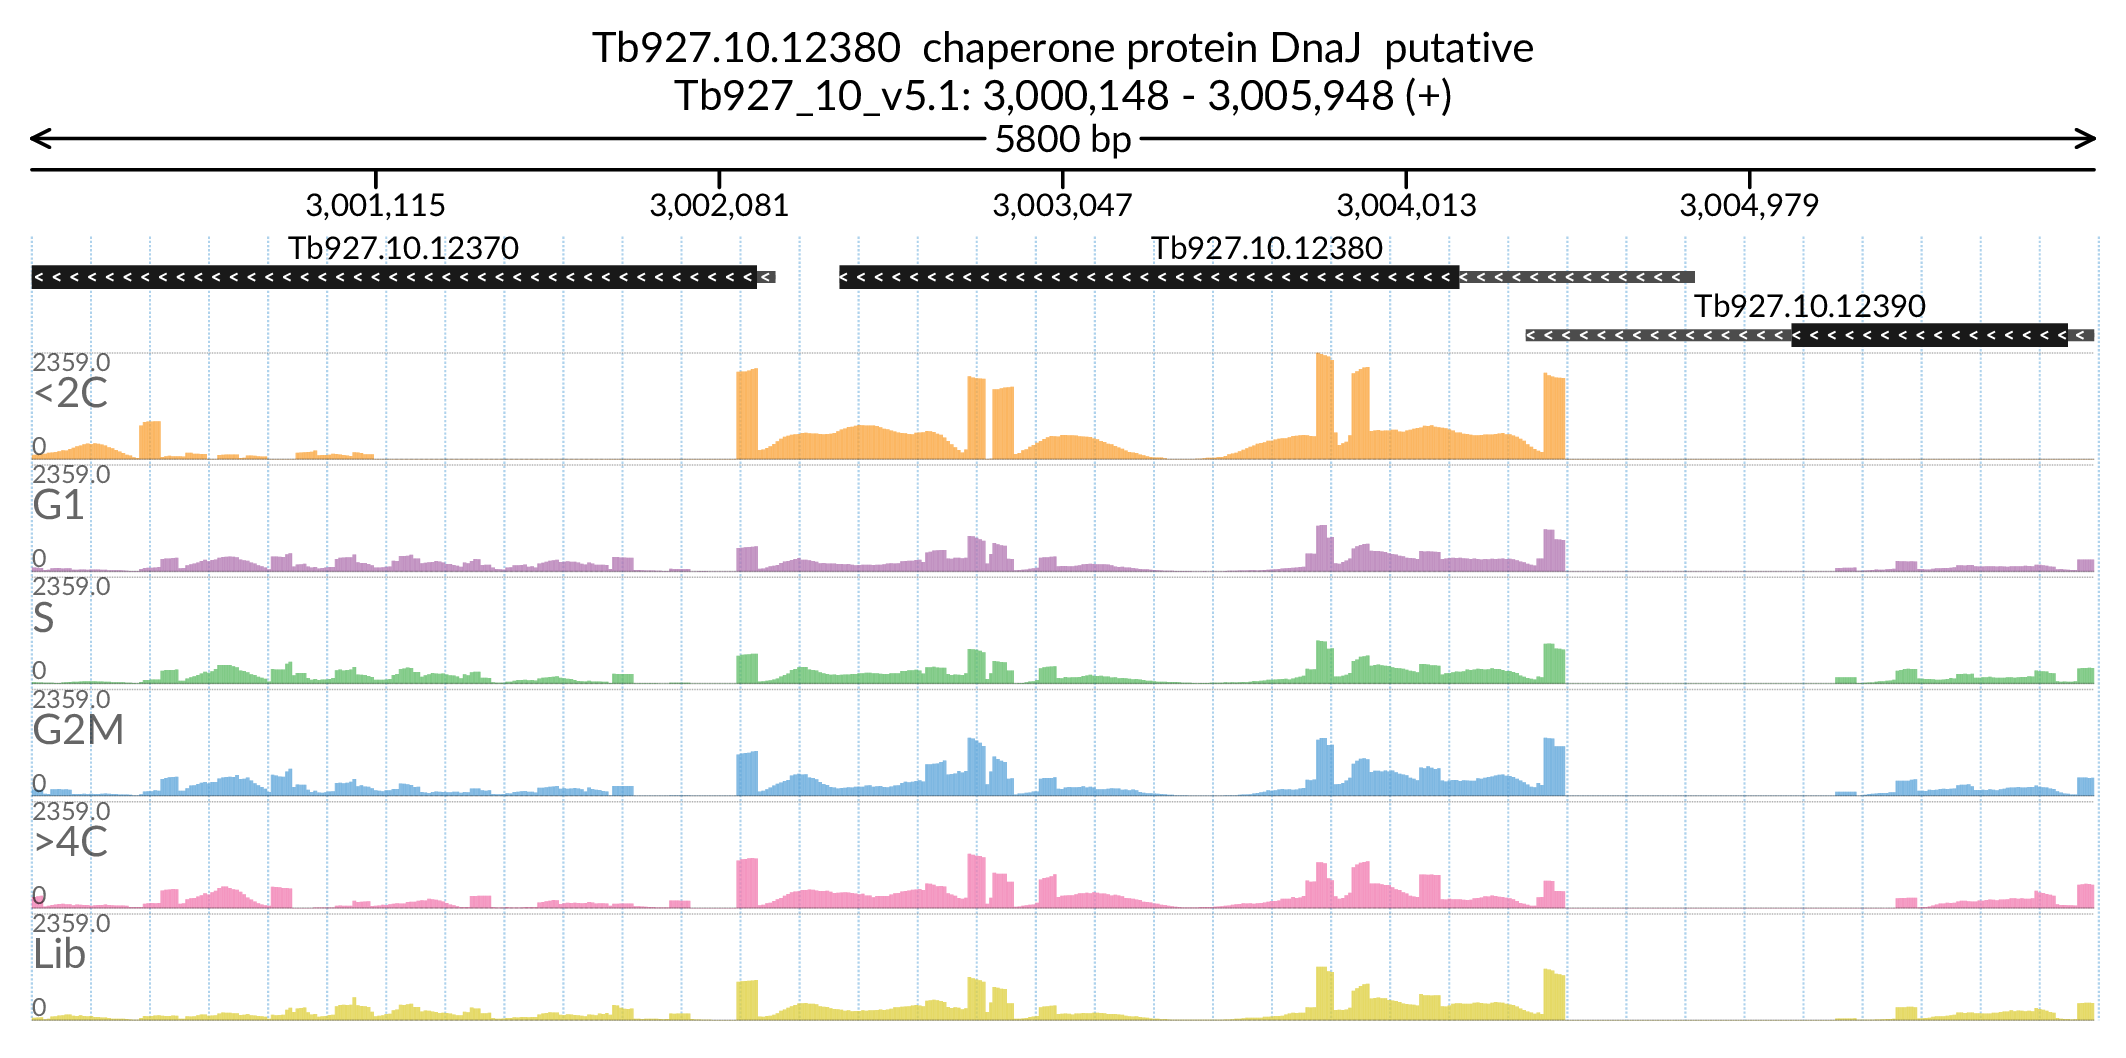 Tb927.10.12380 chaperone protein DnaJ putative
Tb927_10_v5.1: 3,000,148 - 3,005,948 (+)
5800 bp
3,001,115 3,002,081 3,003,047 3,004,013 3,004,979
Tb927.10.12370 Tb927.10.12380
Tb927.10.12390
2359.0
<2C
0
2359.0
G1
0
2359.0
S
0
2359.0
G2M
0
2359.0
>4C
0
2359.0
Lib
0